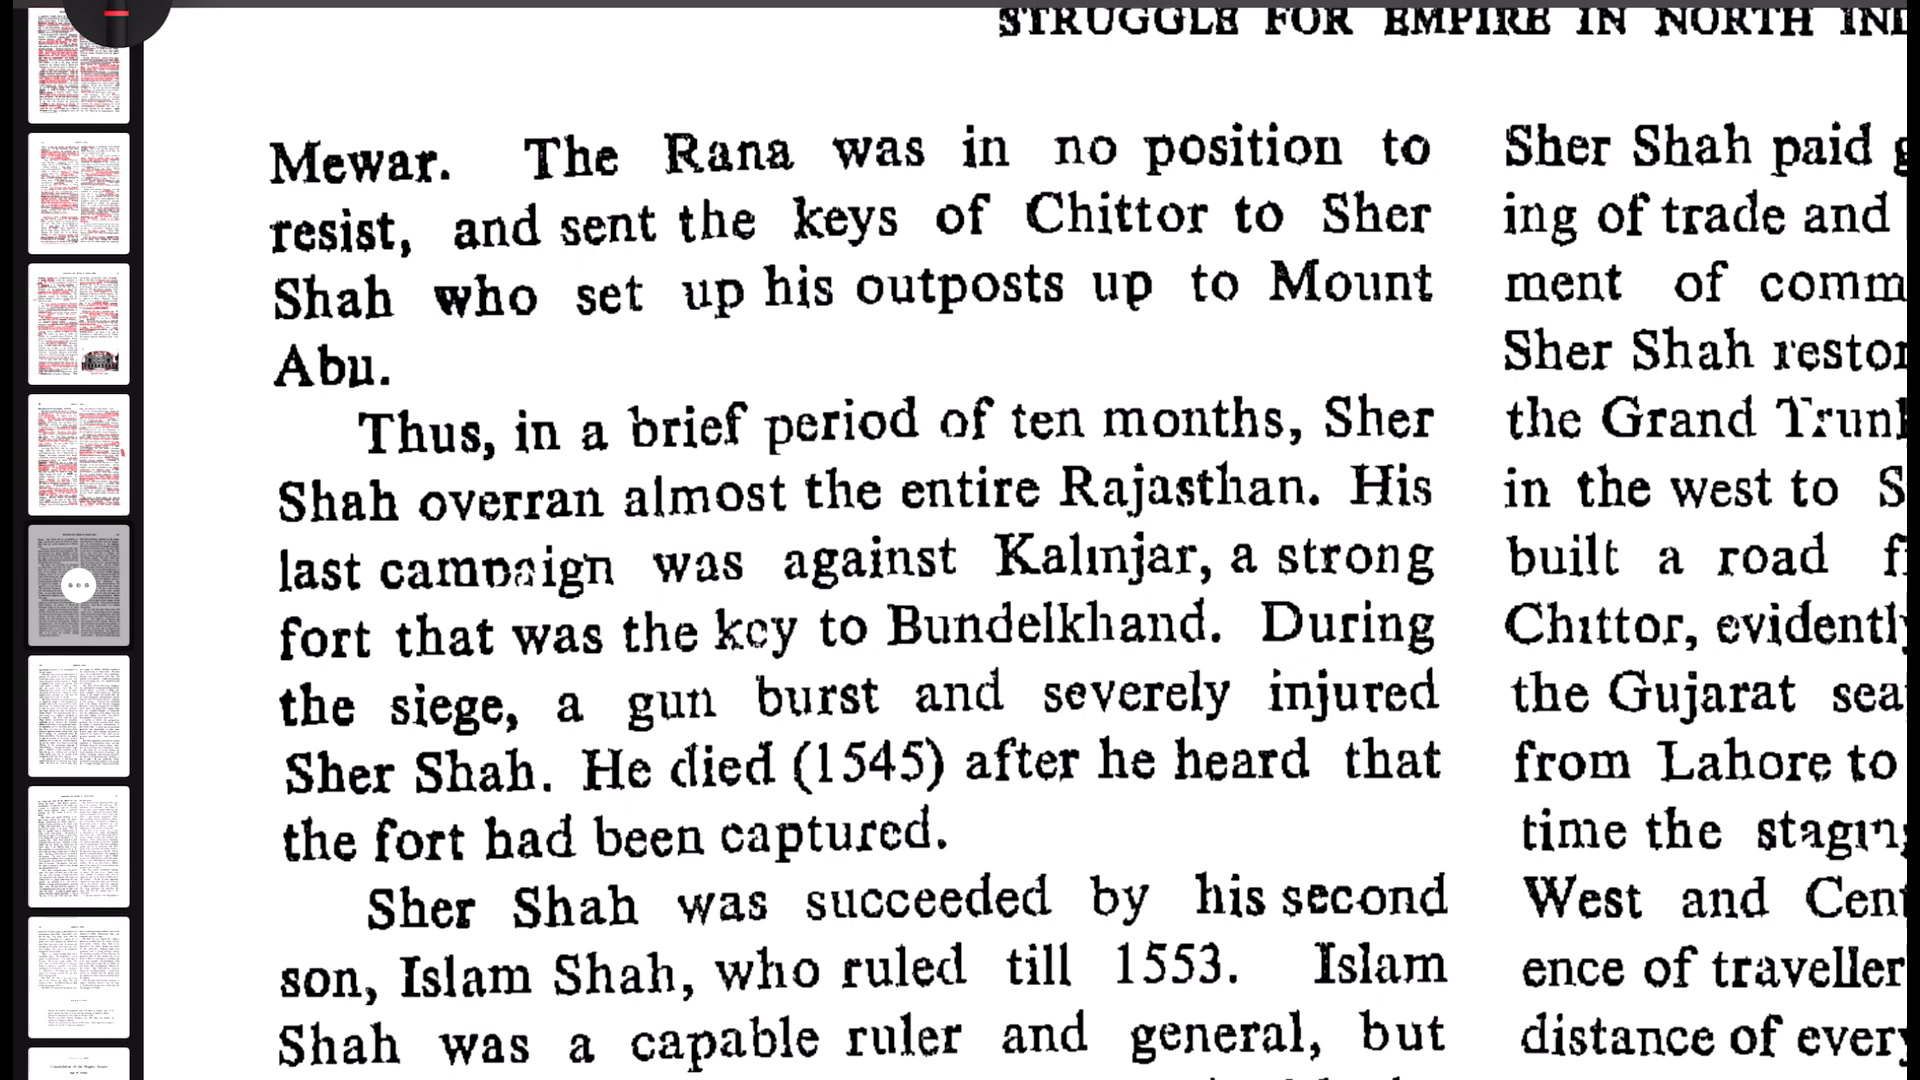 STRUGGLE FOR EMPIRE IN NORTH
Mewar. The Rana was in no position to
resist, and sent the keys of Chittor to Sher
Shah who set up his outposts up to Mount
Abu.
Thus, in a brief period of ten months, Sher
Shah overran almost the entire Rajasthan. His
last campaign was against Kalinjar, a strong
fort that was the key to Bundelkhand. During
the siege, a gun burst and severely injured
Sher Shah. He died (1545) after he heard that
the fort had been captured.
Sher Shah was succeeded by his second
son, Islam Shah, who ruled till 1553. Islam
Shah was a capable ruler and general, but
Sher Shah paid
ing of trade and
ment of comm
Sher Shah restor
the Grand Trunk
in the west to S
built a road f
Chittor, evidently
the Gujarat sea
from Lahore to
time the staging
West and Cent
ence of traveller
distance of every